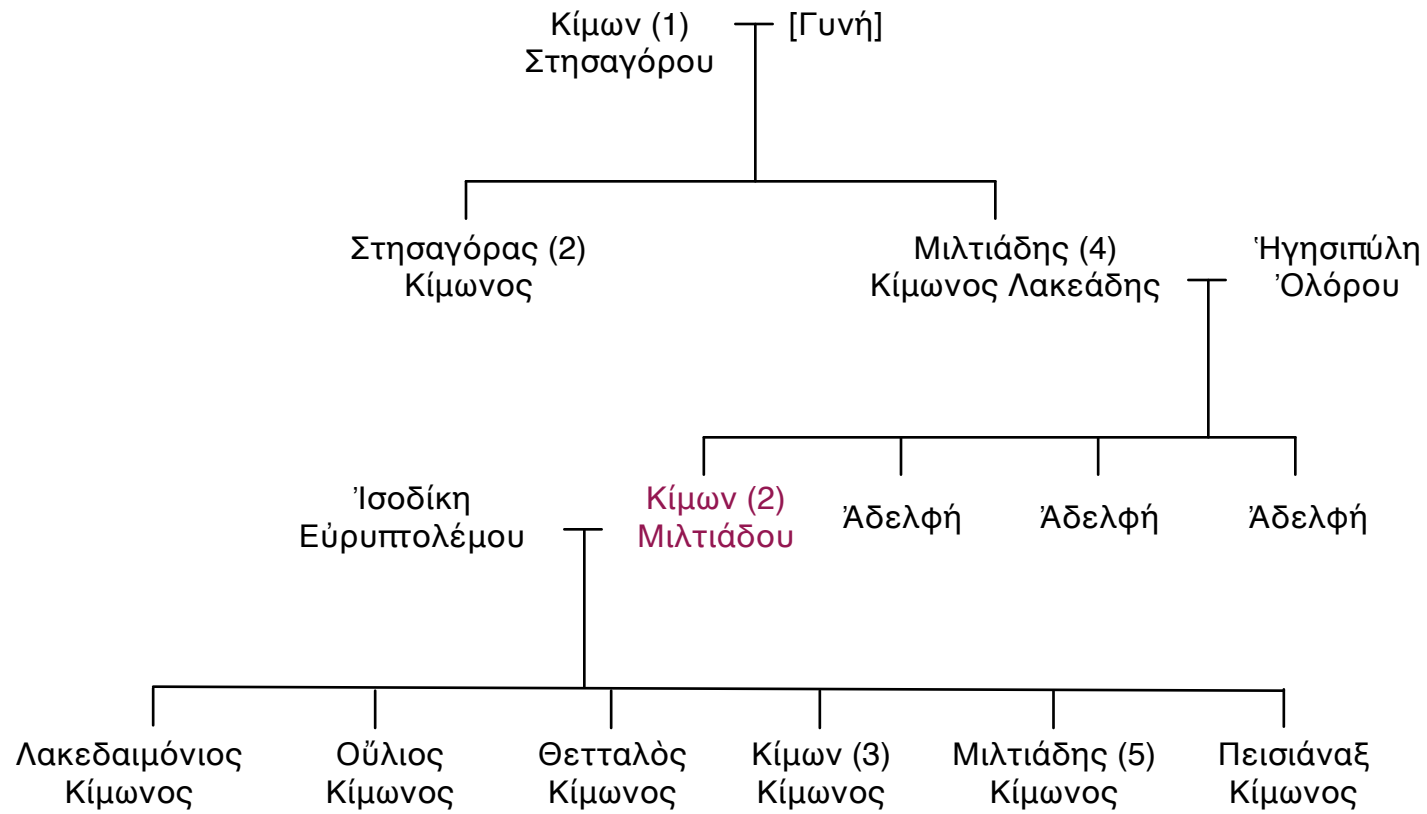 Κίμων (1)
Στησαγόρου
[Γυνή]
Στησαγόρας (2)
Κίμωνος
Μιλτιάδης (4)
Κίμωνος Λακεάδης
Ἡγησιπύλη
Ὀλόρου
Ἰσοδίκη
Εὐρυπτολέμου
Κίμων (2)
Μιλτιάδου
Ἀδελφή
Ἀδελφή
Ἀδελφή
Λακεδαιμόνιος
Κίμωνος
Οὔλιος
Κίμωνος
Θετταλὸς
Κίμωνος
Κίμων (3)
Κίμωνος
Μιλτιάδης (5)
Κίμωνος
Πεισιάναξ
Κίμωνος